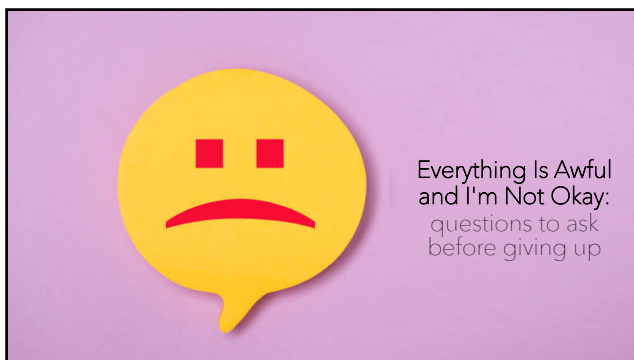 Everything Is Awful
and I'm Not Okay:
questions to ask
before giving up